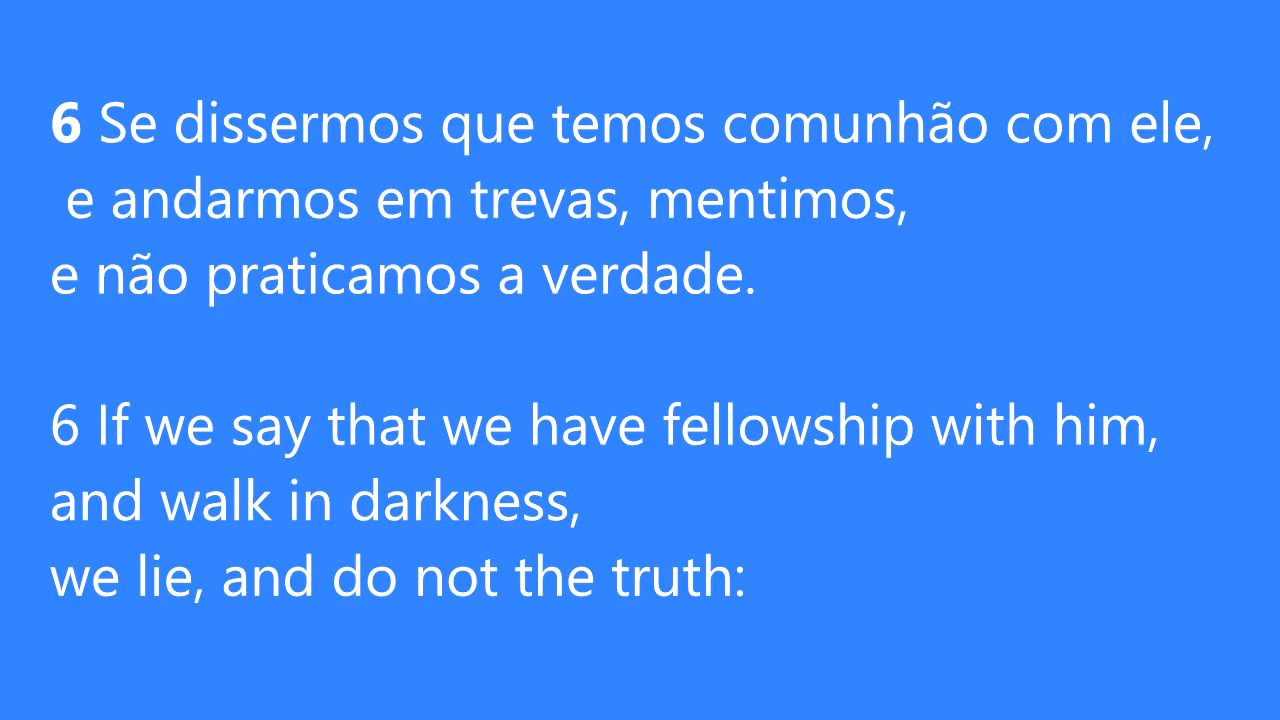 6 Se dissermos que temos comunhão com ele,
e andarmos em trevas, mentimos,
e não praticamos a verdade.
6 If we say that we have fellowship with him,
and walk in darkness,
we lie, and do not the truth: